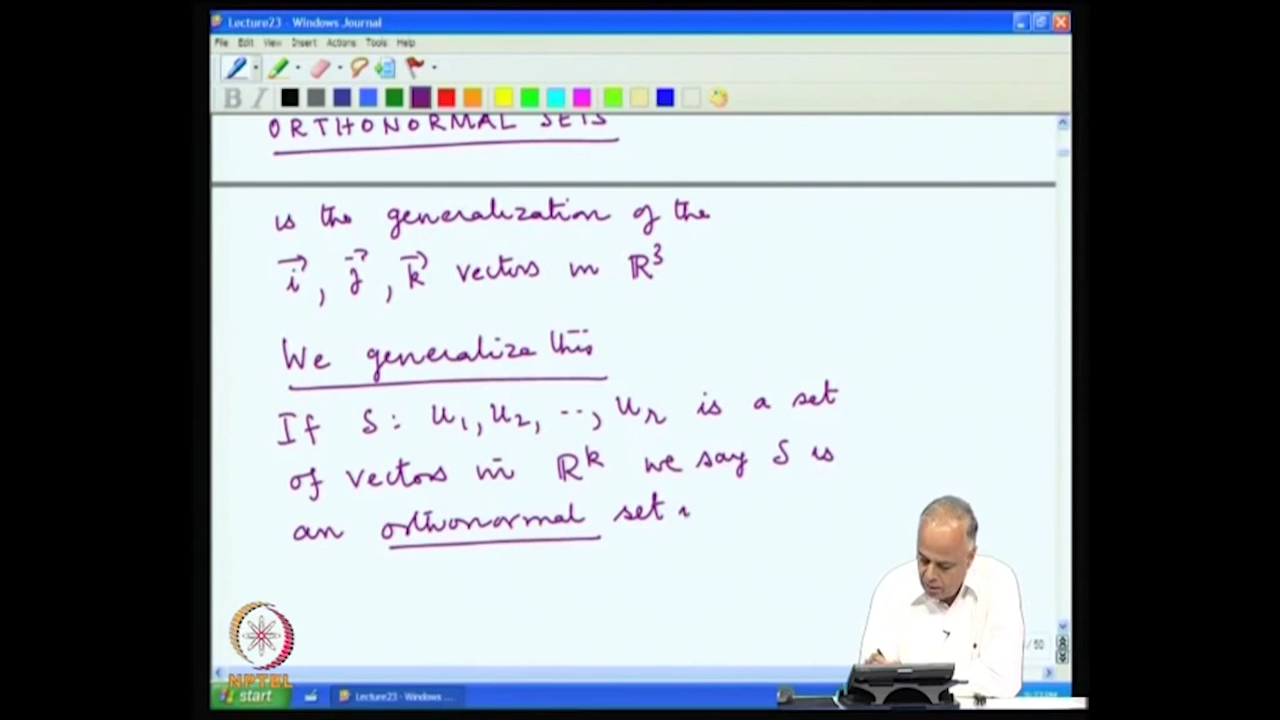 Lecture23 - Windows Journal
File Edit View Insert Actions Tools Help
B I
ORTHONORMAL SETS
is the generalization of the
i, j, k vectors in ℝ³
We generalize this
If S: u₁, u₂, ..., uᵣ is a set
of vectors in ℝᵏ we say S is
an orthonormal set
/ 50
NPTEL
start Lecture23 - Windows ...